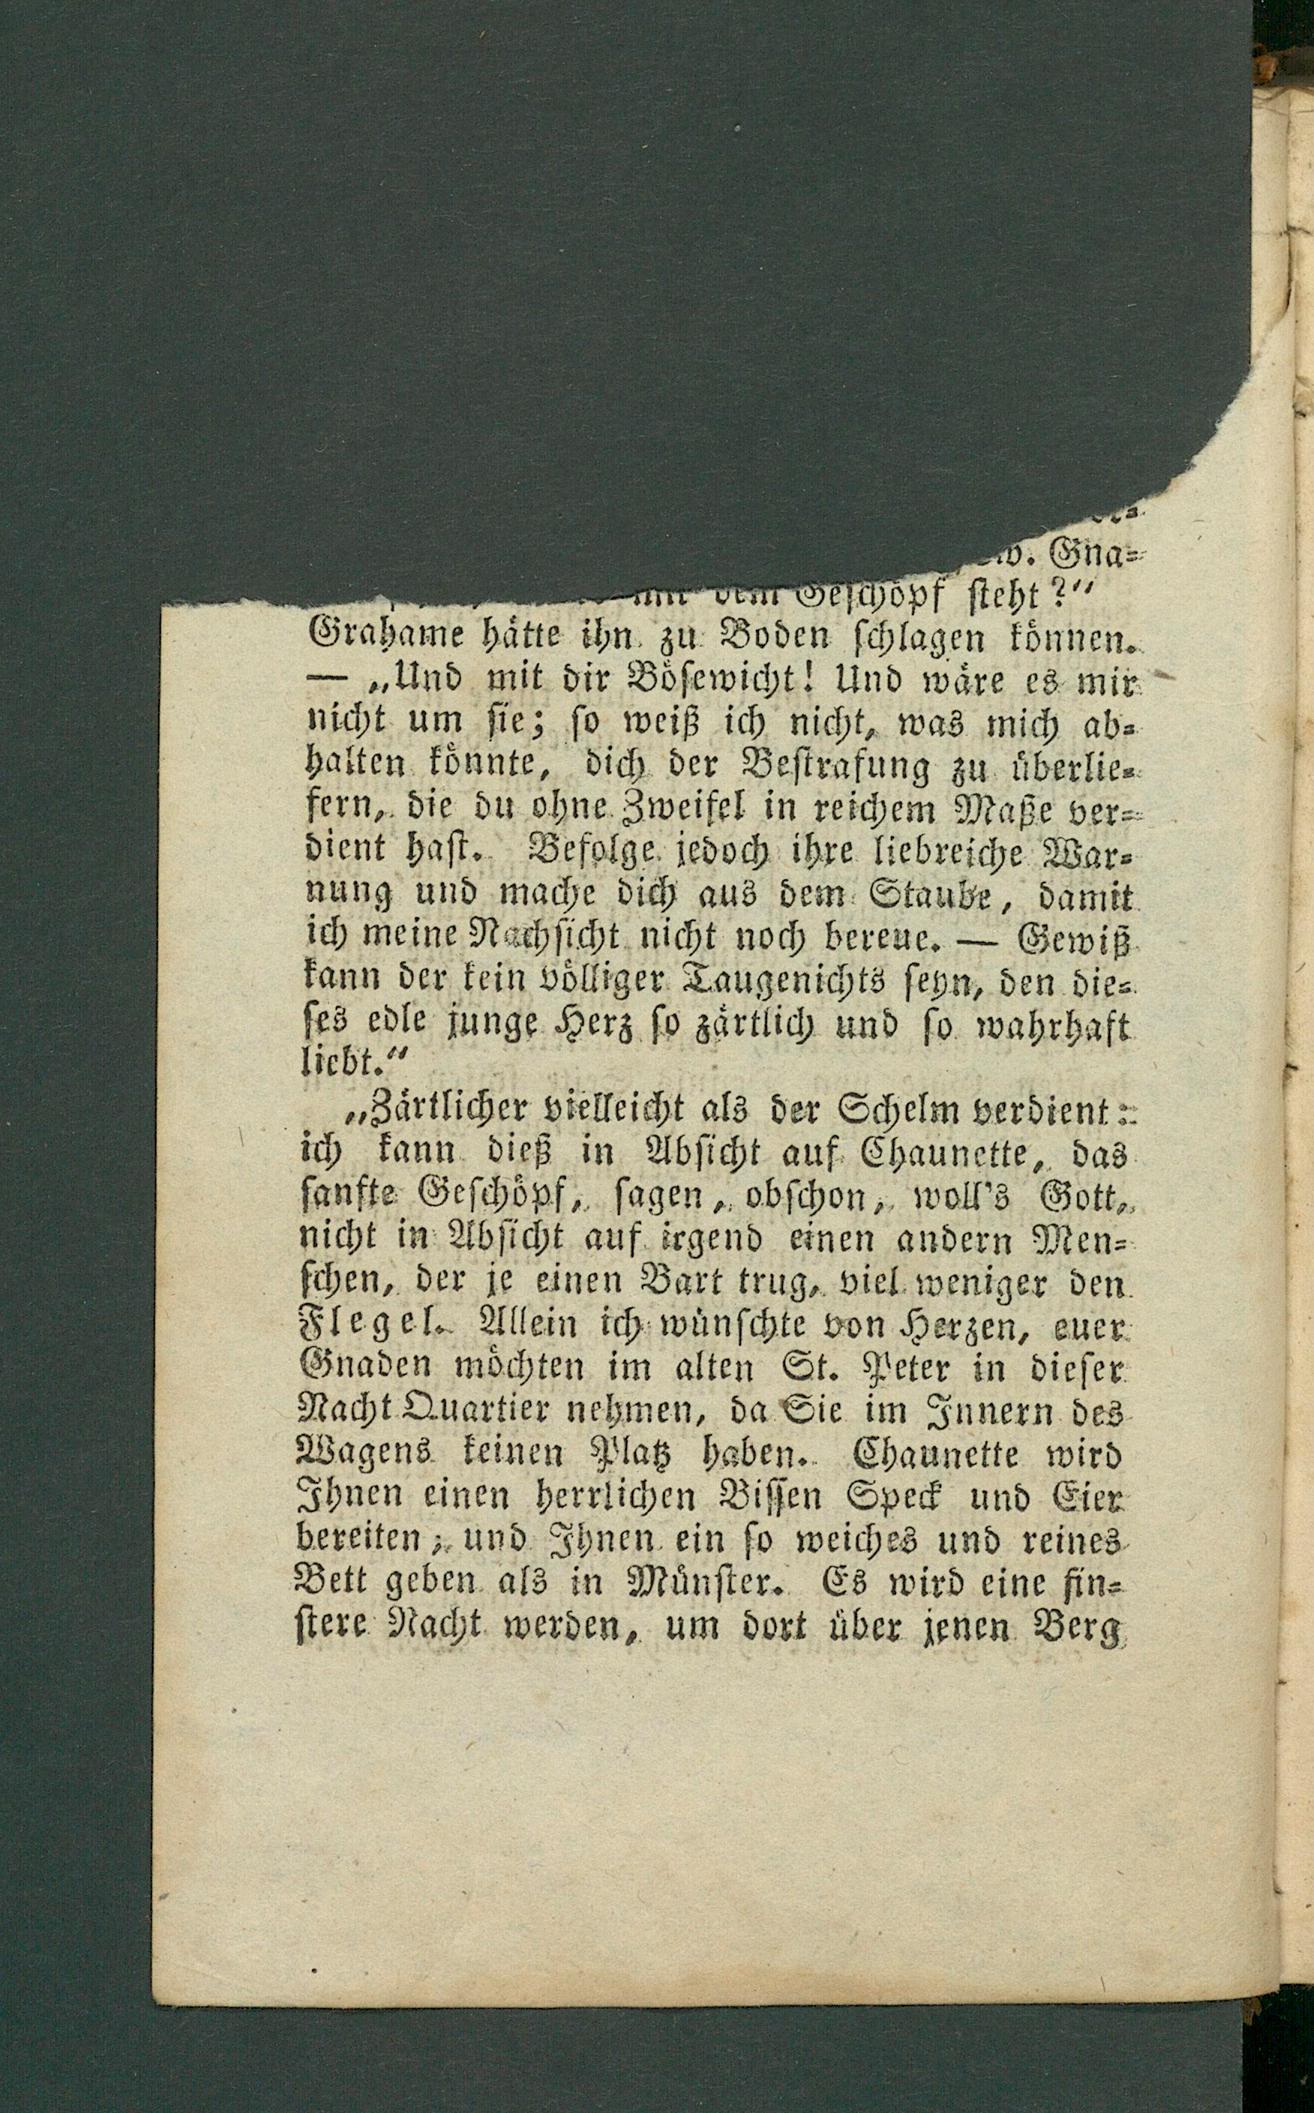 Gna-
dem Geschöpf steht?“
Grahame hätte ihn zu Boden schlagen können.
— „Und mit dir Bösewicht! Und wäre es mir
nicht um sie; so weiß ich nicht, was mich ab-
halten könnte, dich der Bestrafung zu überlie-
fern, die du ohne Zweifel in reichem Maße ver-
dient hast. Befolge jedoch ihre liebreiche War-
nung und mache dich aus dem Staube, damit
ich meine Nachsicht nicht noch bereue. — Gewiß
kann der kein völliger Taugenichts seyn, den die-
ses edle junge Herz so zärtlich und so wahrhaft
liebt.“
„Zärtlicher vielleicht als der Schelm verdient:
ich kann dieß in Absicht auf Chaunette, das
sanfte Geschöpf, sagen, obschon, woll's Gott,
nicht in Absicht auf irgend einen andern Men-
schen, der je einen Bart trug, viel weniger den
Flegel. Allein ich wünschte von Herzen, euer
Gnaden möchten im alten St. Peter in dieser
Nacht Quartier nehmen, da Sie im Innern des
Wagens keinen Platz haben. Chaunette wird
Ihnen einen herrlichen Bissen Speck und Eier
bereiten; und Ihnen ein so weiches und reines
Bett geben als in Münster. Es wird eine fin-
stere Nacht werden, um dort über jenen Berg